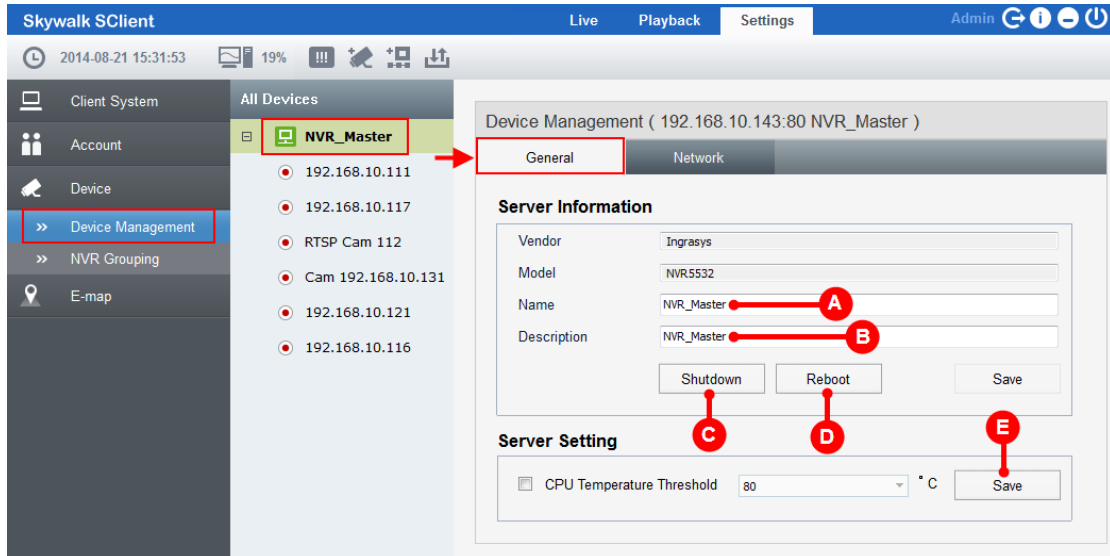 Skywalk SClient
Live Playback Settings Admin
2014-08-21 15:31:53 19%
Client System
Account
Device
» Device Management
» NVR Grouping
E-map
All Devices
NVR_Master
192.168.10.111
192.168.10.117
RTSP Cam 112
Cam 192.168.10.131
192.168.10.121
192.168.10.116
Device Management ( 192.168.10.143:80 NVR_Master )
General Network
Server Information
Vendor Ingrasys
Model NVR5532
Name NVR_Master A
Description NVR_Master B
Shutdown Reboot Save
C D E
Server Setting
CPU Temperature Threshold 80 ° C Save